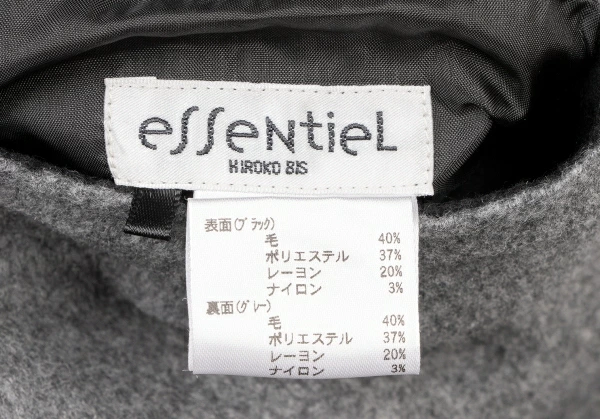 eSSeNtieL
HIROKO BIS
表面(ブラック)
毛 40%
ポリエステル 37%
レーヨン 20%
ナイロン 3%
裏面(グレー)
毛 40%
ポリエステル 37%
レーヨン 20%
ナイロン 3%